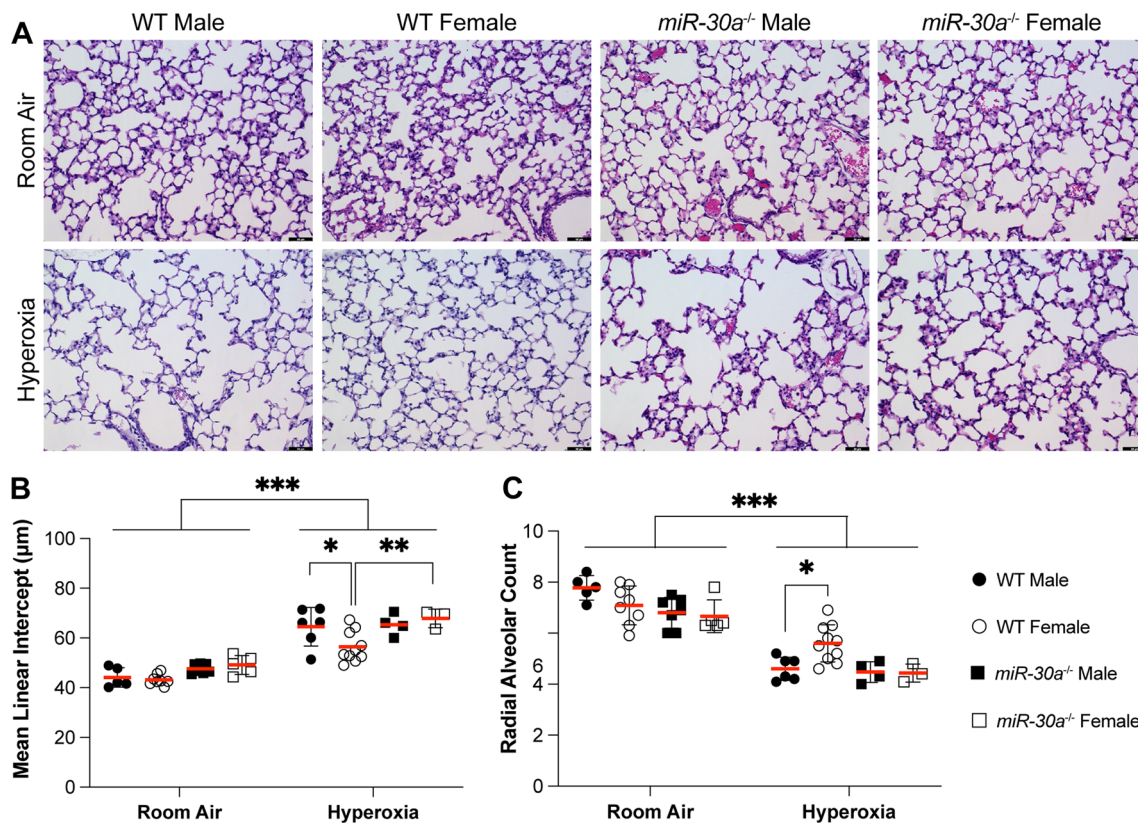 WT Male WT Female miR-30a-/- Male miR-30a-/- Female
A
Room Air
Hyperoxia
B
***
* **
Mean Linear Intercept (µm)
100
80
60
40
20
0
Room Air Hyperoxia
C
***
*
Radial Alveolar Count
10
8
6
4
2
0
Room Air Hyperoxia
WT Male
WT Female
miR-30a-/- Male
miR-30a-/- Female